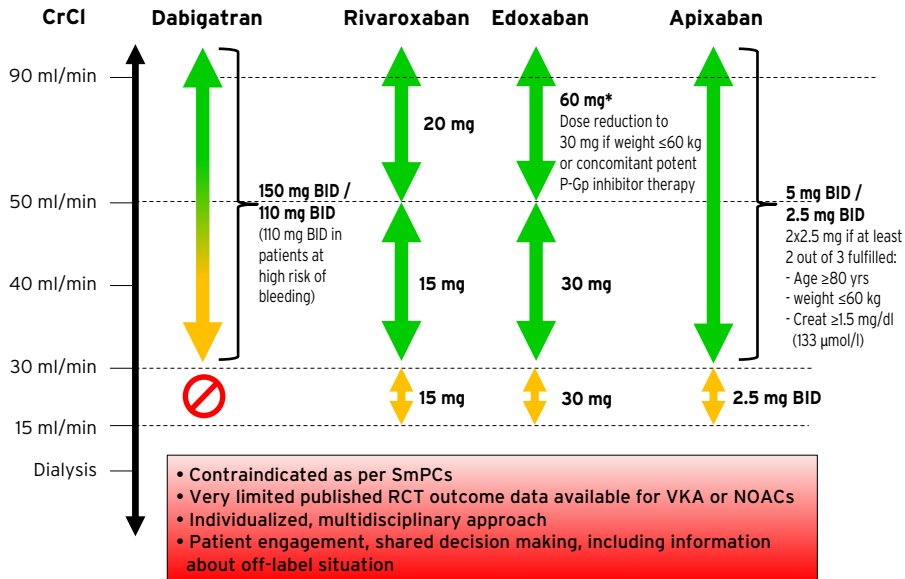 CrCl
Dabigatran
Rivaroxaban
Edoxaban
Apixaban
90 ml/min
50 ml/min
40 ml/min
30 ml/min
15 ml/min
Dialysis
150 mg BID /
110 mg BID
(110 mg BID in
patients at
high risk of
bleeding)
20 mg
15 mg
15 mg
60 mg*
Dose reduction to
30 mg if weight ≤60 kg
or concomitant potent
P-Gp inhibitor therapy
30 mg
30 mg
5 mg BID /
2.5 mg BID
2x2.5 mg if at least
2 out of 3 fulfilled:
- Age ≥80 yrs
- weight ≤60 kg
- Creat ≥1.5 mg/dl
(133 µmol/l)
2.5 mg BID
• Contraindicated as per SmPCs
• Very limited published RCT outcome data available for VKA or NOACs
• Individualized, multidisciplinary approach
• Patient engagement, shared decision making, including information
about off-label situation